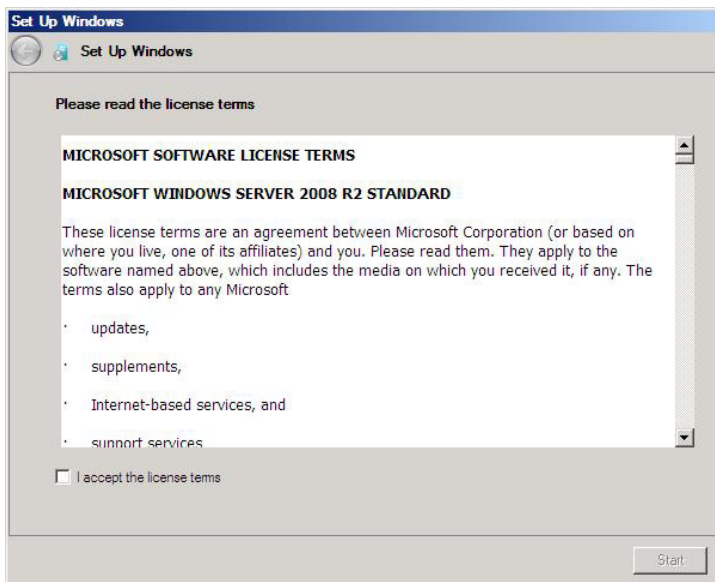 Set Up Windows
Set Up Windows
Please read the license terms
MICROSOFT SOFTWARE LICENSE TERMS
MICROSOFT WINDOWS SERVER 2008 R2 STANDARD
These license terms are an agreement between Microsoft Corporation (or based on
where you live, one of its affiliates) and you. Please read them. They apply to the
software named above, which includes the media on which you received it, if any. The
terms also apply to any Microsoft
· updates,
· supplements,
· Internet-based services, and
· support services
I accept the license terms
Start